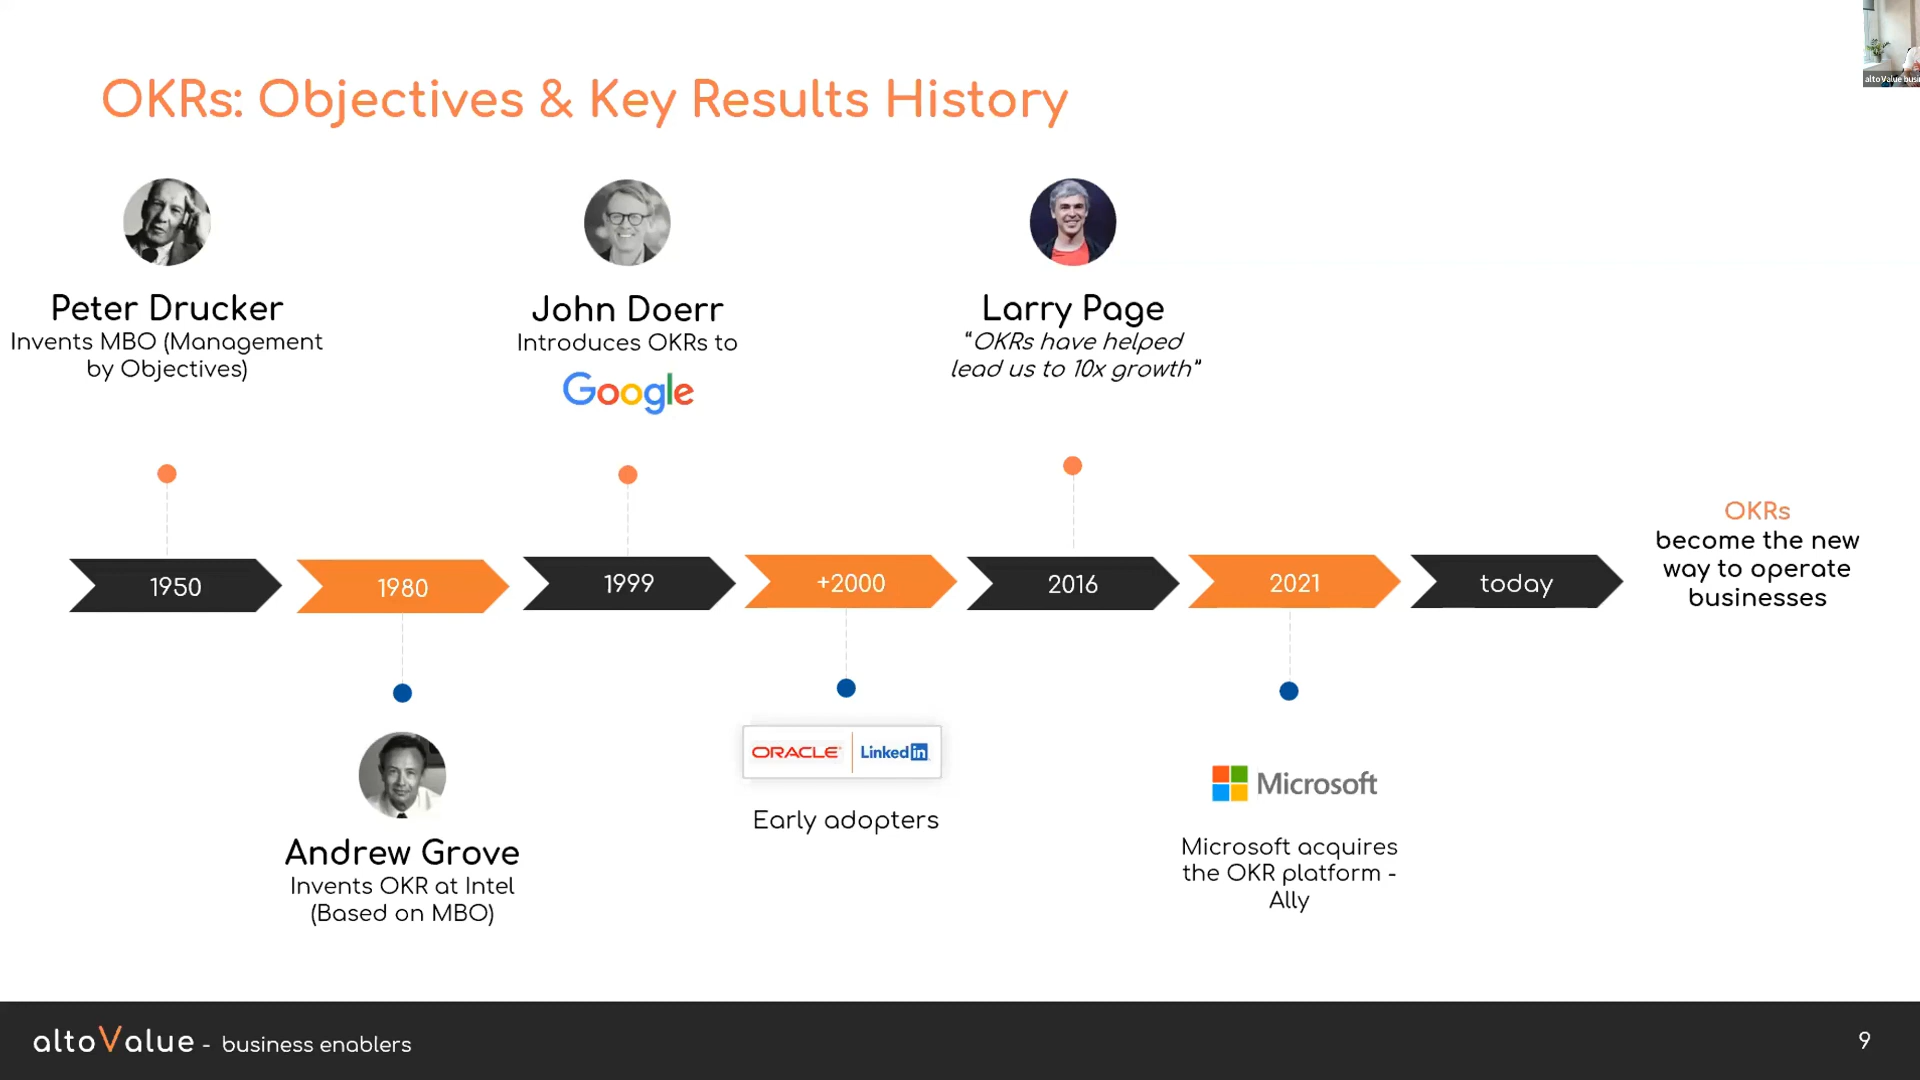 altoValue busi
OKRs: Objectives & Key Results History
Peter Drucker
Invents MBO (Management
by Objectives)
John Doerr
Introduces OKRs to
Google
Larry Page
“OKRs have helped
lead us to 10x growth”
1950
1980
1999
+2000
2016
2021
today
OKRs
become the new
way to operate
businesses
Andrew Grove
Invents OKR at Intel
(Based on MBO)
ORACLE
Linked in
Early adopters
Microsoft
Microsoft acquires
the OKR platform -
Ally
altoValue - business enablers
9